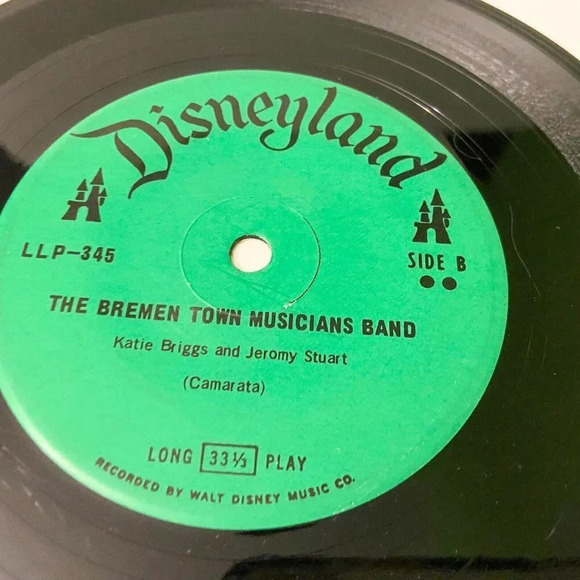 Disneyland
LLP-345
SIDE B
THE BREMEN TOWN MUSICIANS BAND
Katie Briggs and Jeromy Stuart
(Camarata)
LONG 33⅓ PLAY
RECORDED BY WALT DISNEY MUSIC CO.